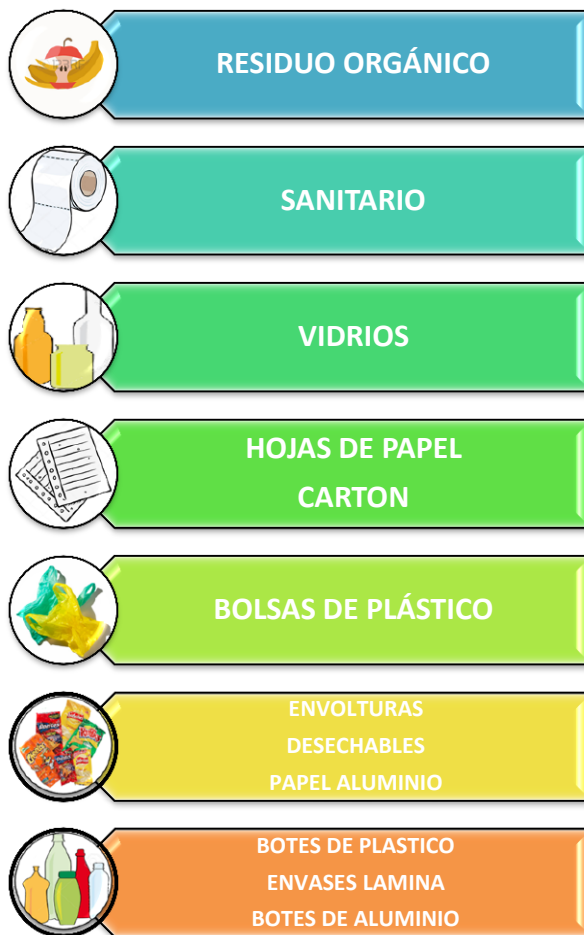 RESIDUO ORGÁNICO
SANITARIO
VIDRIOS
HOJAS DE PAPEL
CARTON
BOLSAS DE PLÁSTICO
ENVOLTURAS
DESECHABLES
PAPEL ALUMINIO
BOTES DE PLASTICO
ENVASES LAMINA
BOTES DE ALUMINIO